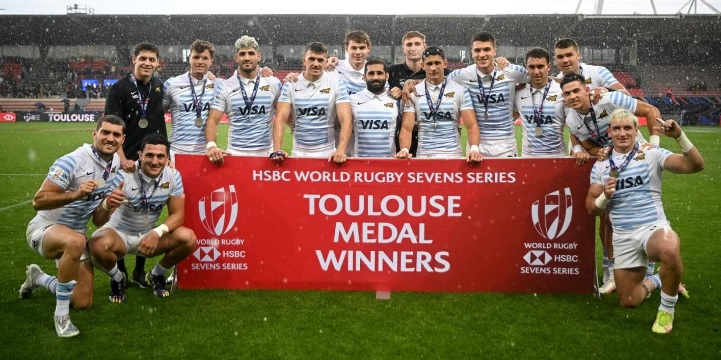 HSBC TOULOUSE
VISA VISA VISA VISA VISA VISA VISA VISA
HSBC WORLD RUGBY SEVENS SERIES
TOULOUSE
MEDAL
WINNERS
WORLD RUGBY
HSBC
SEVENS SERIES
WORLD RUGBY
HSBC
SEVENS SERIES